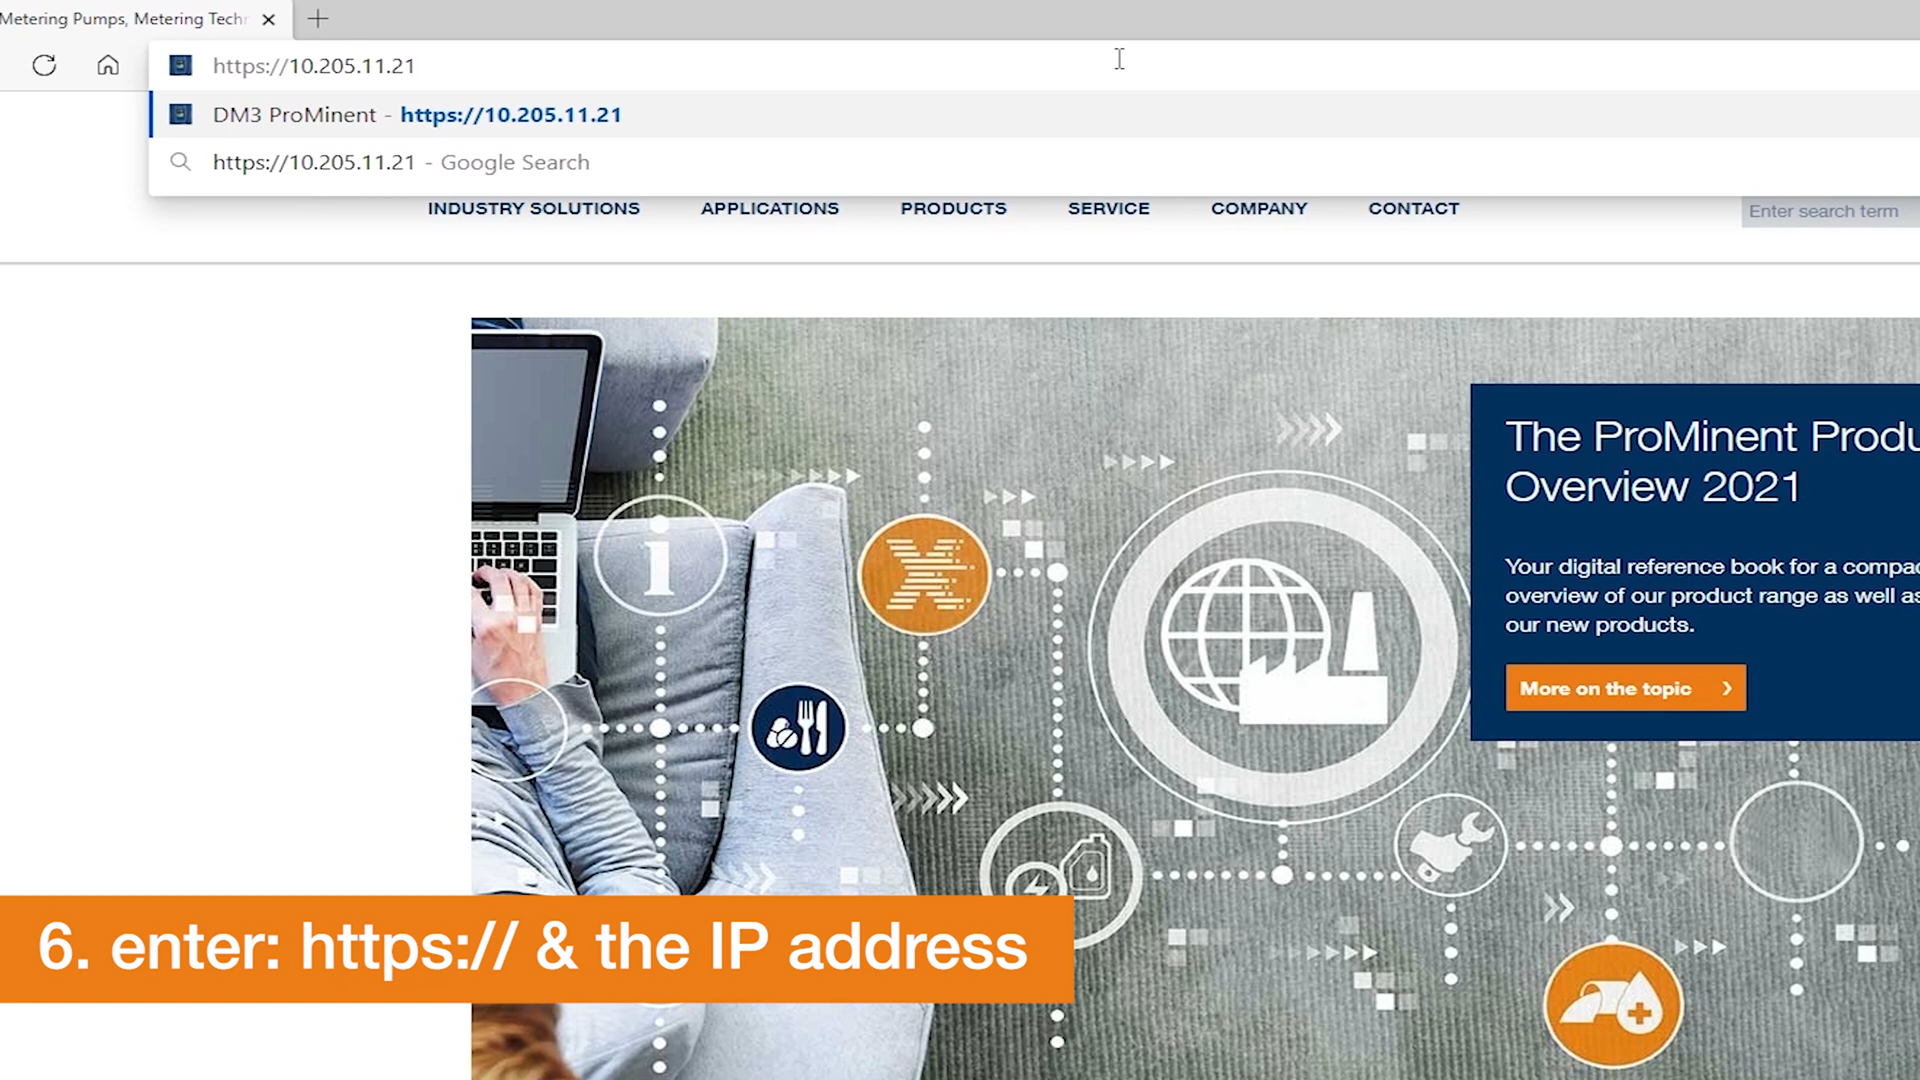 Metering Pumps, Metering Techn
https://10.205.11.21
DM3 ProMinent - https://10.205.11.21
https://10.205.11.21 - Google Search
INDUSTRY SOLUTIONS APPLICATIONS PRODUCTS SERVICE COMPANY CONTACT
Enter search term
The ProMinent Produ
Overview 2021
Your digital reference book for a compac
overview of our product range as well as
our new products.
More on the topic
i
6. enter: https:// & the IP address